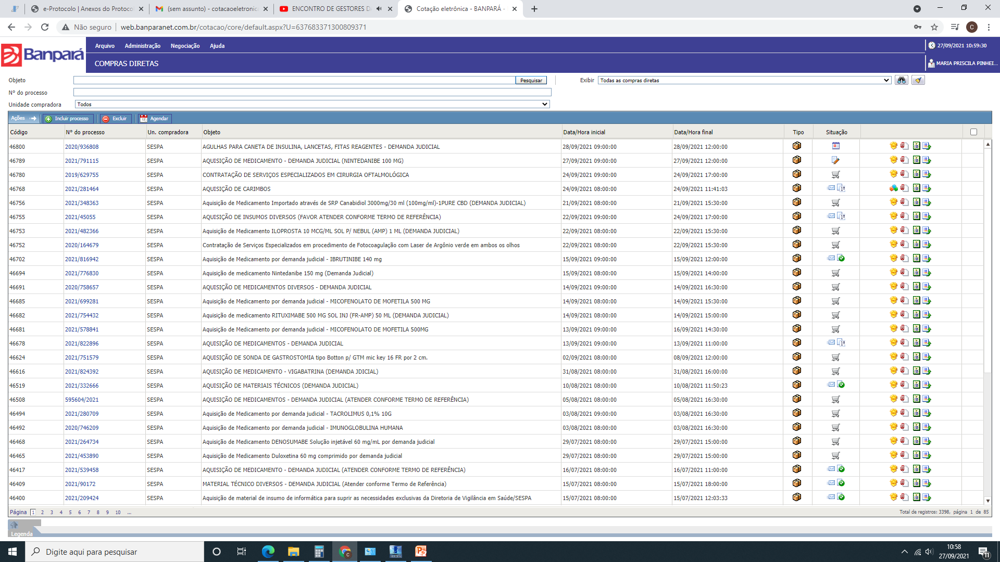 e-Protocolo | Anexos do Protocol
(sem assunto) - cotacaoeletronic
ENCONTRO DE GESTORES D
Cotação eletrônica - BANPARÁ -
Não seguro
web.banparanet.com.br/cotacao/core/default.aspx?U=637683371300809371
C
Banpará
Arquivo Administração Negociação Ajuda
27/09/2021 10:59:30
COMPRAS DIRETAS
MARIA PRISCILA PINHEI...
Objeto Pesquisar Exibir Todas as compras diretas
Nº do processo
Unidade compradora Todos
Ações Incluir processo Excluir Agendar
Código Nº do processo Un. compradora Objeto Data/Hora inicial Data/Hora final Tipo Situação
46800 2020/936808 SESPA AGULHAS PARA CANETA DE INSULINA, LANCETAS, FITAS REAGENTES - DEMANDA JUDICIAL 28/09/2021 09:00:00 28/09/2021 12:00:00
46789 2021/791115 SESPA AQUISIÇÃO DE MEDICAMENTO - DEMANDA JUDICIAL (NINTEDANIBE 100 MG) 27/09/2021 09:00:00 27/09/2021 12:00:00
46780 2019/629755 SESPA CONTRATAÇÃO DE SERVIÇOS ESPECIALIZADOS EM CIRURGIA OFTALMOLÓGICA 24/09/2021 09:00:00 24/09/2021 17:00:00
46768 2021/281464 SESPA AQUISIÇÃO DE CARIMBOS 24/09/2021 08:00:00 24/09/2021 11:41:03
46756 2021/348363 SESPA Aquisição de Medicamento Importado através de SRP Canabidiol 3000mg/30 ml (100mg/ml)-1PURE CBD (DEMANDA JUDICIAL) 21/09/2021 08:00:00 21/09/2021 15:30:00
46755 2021/45055 SESPA AQUISIÇÃO DE INSUMOS DIVERSOS (FAVOR ATENDER CONFORME TERMO DE REFERÊNCIA) 22/09/2021 09:00:00 24/09/2021 17:00:00
46753 2021/482366 SESPA Aquisição de Medicamento ILOPROSTA 10 MCG/ML SOL P/ NEBUL (AMP) 1 ML (DEMANDA JUDICIAL) 22/09/2021 08:00:00 22/09/2021 15:30:00
46752 2020/164679 SESPA Contratação de Serviços Especializados em procedimento de Fotocoagulação com Laser de Argônio verde em ambos os olhos 22/09/2021 08:00:00 22/09/2021 15:30:00
46702 2021/816942 SESPA Aquisição de Medicamento por demanda judicial - IBRUTINIBE 140 mg 15/09/2021 09:00:00 15/09/2021 12:00:00
46694 2021/776830 SESPA Aquisição de medicamento Nintedanibe 150 mg (Demanda Judicial) 15/09/2021 08:00:00 15/09/2021 14:00:00
46691 2020/758657 SESPA AQUISIÇÃO DE MEDICAMENTOS DIVERSOS - DEMANDA JUDICIAL 14/09/2021 09:00:00 14/09/2021 16:30:00
46685 2021/699281 SESPA Aquisição de Medicamento por demanda judicial - MICOFENOLATO DE MOFETILA 500 MG 14/09/2021 08:00:00 14/09/2021 15:30:00
46682 2021/754432 SESPA Aquisição de medicamento RITUXIMABE 500 MG SOL INJ (FR-AMP) 50 ML (DEMANDA JUDICIAL) 14/09/2021 08:00:00 14/09/2021 15:00:00
46681 2021/578841 SESPA Aquisição de Medicamento por demanda judicial - MICOFENOLATO DE MOFETILA 500MG 13/09/2021 09:00:00 16/09/2021 14:30:00
46678 2021/822896 SESPA AQUISIÇÃO DE MEDICAMENTOS - DEMANDA JUDICIAL 13/09/2021 09:00:00 13/09/2021 11:00:00
46624 2021/751579 SESPA AQUISIÇÃO DE SONDA DE GASTROSTOMIA tipo Botton p/ GTM mic key 16 FR por 2 cm. 02/09/2021 08:00:00 08/09/2021 12:00:00
46616 2021/824392 SESPA AQUISIÇÃO DE MEDICAMENTO - VIGABATRINA (DEMANDA JDICIAL) 31/08/2021 08:00:00 31/08/2021 16:00:00
46519 2021/332666 SESPA AQUISIÇÃO DE MATERIAIS TÉCNICOS (DEMANDA JUDICIAL) 10/08/2021 08:00:00 10/08/2021 11:50:23
46508 595604/2021 SESPA AQUISIÇÃO DE MEDICAMENTOS - DEMANDA JUDICIAL (ATENDER CONFORME TERMO DE REFERÊNCIA) 05/08/2021 08:00:00 05/08/2021 16:30:00
46494 2021/280709 SESPA Aquisição de Medicamento por demanda judicial - TACROLIMUS 0,1% 10G 03/08/2021 09:00:00 03/08/2021 16:30:00
46492 2020/746209 SESPA Aquisição de Medicamento por demanda judicial - IMUNOGLOBULINA HUMANA 03/08/2021 08:00:00 03/08/2021 16:30:00
46468 2021/264734 SESPA Aquisição de Medicamento DENOSUMABE Solução injetável 60 mg/mL por demanda judicial 29/07/2021 08:00:00 29/07/2021 15:00:00
46465 2021/453890 SESPA Aquisição de Medicamento Duloxetina 60 mg comprimido por demanda judicial 29/07/2021 08:00:00 29/07/2021 15:00:00
46417 2021/539458 SESPA AQUISIÇÃO DE MEDICAMENTO - DEMANDA JUDICIAL (ATENDER CONFORME TERMO DE REFERÊNCIA) 16/07/2021 08:00:00 16/07/2021 11:00:00
46409 2021/90172 SESPA MATERIAL TÉCNICO DIVERSOS - DEMANDA JUDICIAL (Atender conforme Termo de Referência) 15/07/2021 08:00:00 15/07/2021 18:00:00
46400 2021/209424 SESPA Aquisição de material de insumo de informática para suprir as necessidades exclusivas da Diretoria de Vigilância em Saúde/SESPA 15/07/2021 08:00:00 15/07/2021 12:03:33
Página 1 2 3 4 5 6 7 8 9 10 ... Total de registros: 3398, página 1 de 85
Legenda
Digite aqui para pesquisar
10:58
27/09/2021
11